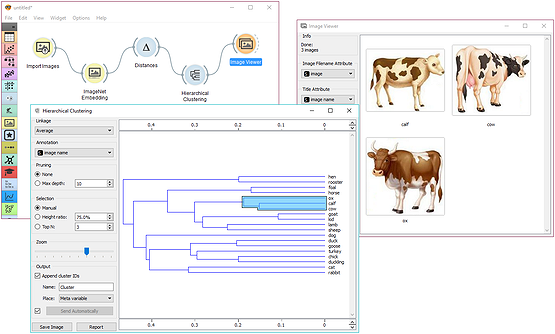 untitled*
File Edit View Widget Options Help
Import Images
ImageNet
Embedding
Distances
Hierarchical
Clustering
Image Viewer
Image Viewer
Info
Done:
3 images
Image Filename Attribute
image
Title Attribute
image name
calf
cow
ox
Hierarchical Clustering
Linkage
Average
Annotation
image name
Pruning
None
Max depth: 10
Selection
Manual
Height ratio: 75.0%
Top N: 3
Zoom
Output
Append cluster IDs
Name: Cluster
Place: Meta variable
Send Automatically
Save Image Report
0.4 0.3 0.2 0.1 0
hen
rooster
foal
horse
ox
calf
cow
goat
kid
lamb
sheep
dog
duck
goose
turkey
chick
duckling
cat
rabbit
0.4 0.3 0.2 0.1 0